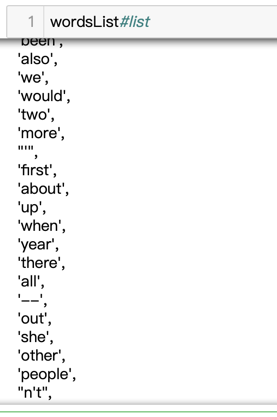 1 wordsList#list
'been',
'also',
'we',
'would',
'two',
'more',
"'",
'first',
'about',
'up',
'when',
'year',
'there',
'all',
'--',
'out',
'she',
'other',
'people',
"n't",